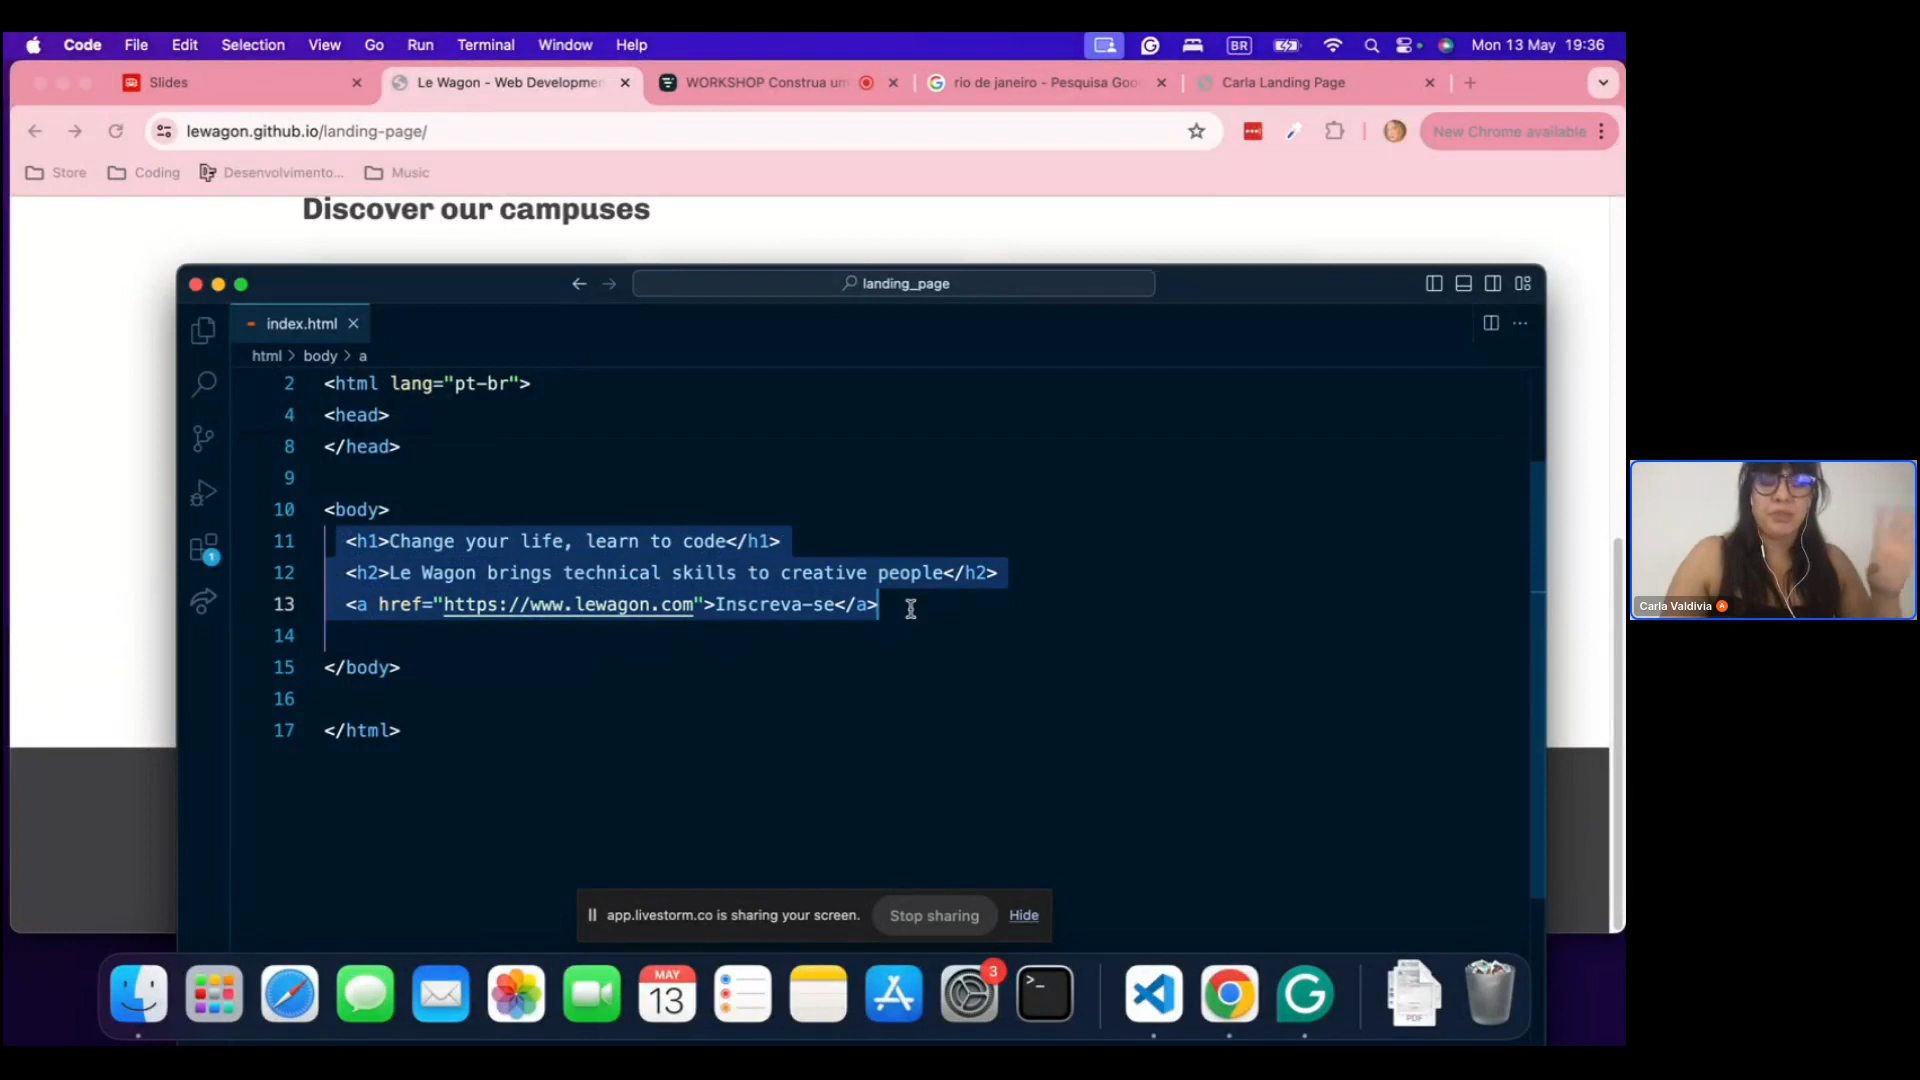 Code File Edit Selection View Go Run Terminal Window Help BR Mon 13 May 19:36
Slides Le Wagon - Web Developmen WORKSHOP Construa um rio de janeiro - Pesquisa Goo Carla Landing Page
lewagon.github.io/landing-page/ New Chrome available
Store Coding Desenvolvimento... Music
Discover our campuses
landing_page
index.html
html > body > a
2 <html lang="pt-br">
4 <head>
8 </head>
9
10 <body>
11 <h1>Change your life, learn to code</h1>
12 <h2>Le Wagon brings technical skills to creative people</h2>
13 <a href="https://www.lewagon.com">Inscreva-se</a>
14
15 </body>
16
17 </html>
1
Carla Valdivia A
app.livestorm.co is sharing your screen. Stop sharing Hide
MAY
13
3
PDF